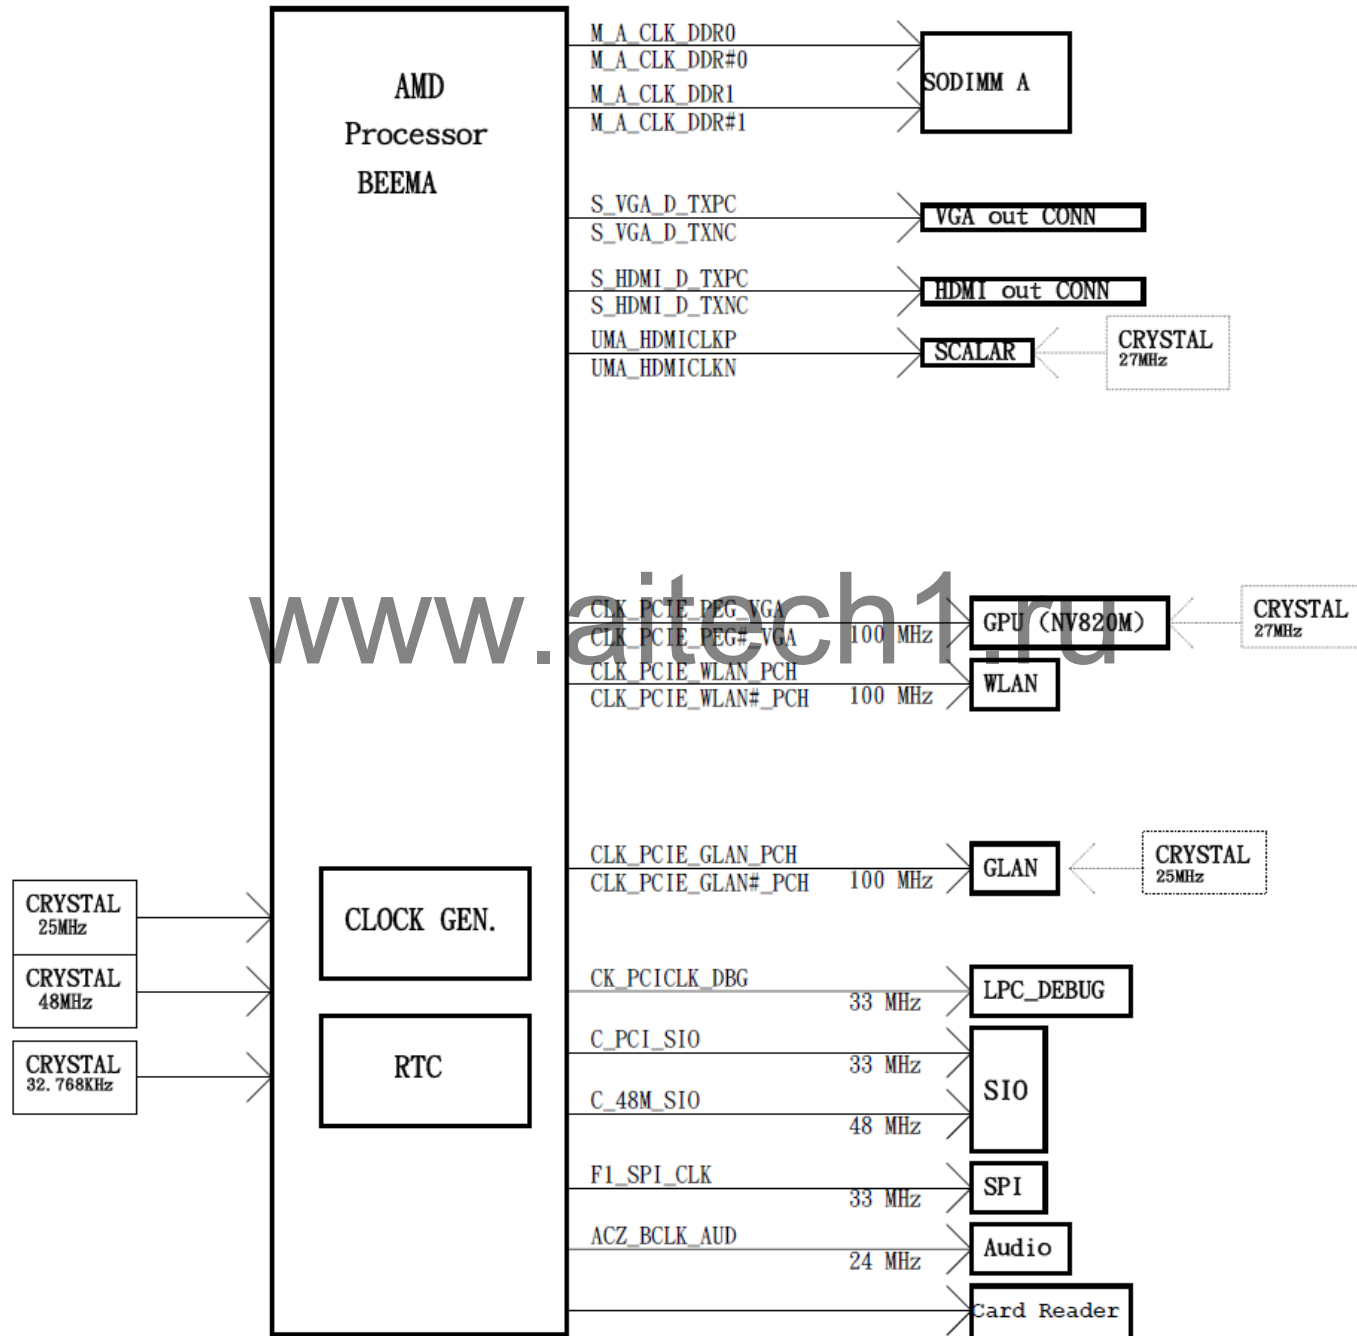 AMD
Processor
BEEMA
M_A_CLK_DDR0
M_A_CLK_DDR#0
M_A_CLK_DDR1
M_A_CLK_DDR#1
SODIMM A
S_VGA_D_TXPC
S_VGA_D_TXNC
VGA out CONN
S_HDMI_D_TXPC
S_HDMI_D_TXNC
HDMI out CONN
UMA_HDMICLKP
UMA_HDMICLKN
SCALAR
CRYSTAL
27MHz
www.aitech1.ru
CLK_PCIE_PEG_VGA
CLK_PCIE_PEG#_VGA
100 MHz
GPU (NV820M)
CRYSTAL
27MHz
CLK_PCIE_WLAN_PCH
CLK_PCIE_WLAN#_PCH
100 MHz
WLAN
CLK_PCIE_GLAN_PCH
CLK_PCIE_GLAN#_PCH
100 MHz
GLAN
CRYSTAL
25MHz
CRYSTAL
25MHz
CLOCK GEN.
CRYSTAL
48MHz
CK_PCICLK_DBG
33 MHz
LPC_DEBUG
CRYSTAL
32.768KHz
RTC
C_PCI_SIO
33 MHz
C_48M_SIO
48 MHz
SIO
F1_SPI_CLK
33 MHz
SPI
ACZ_BCLK_AUD
24 MHz
Audio
Card Reader